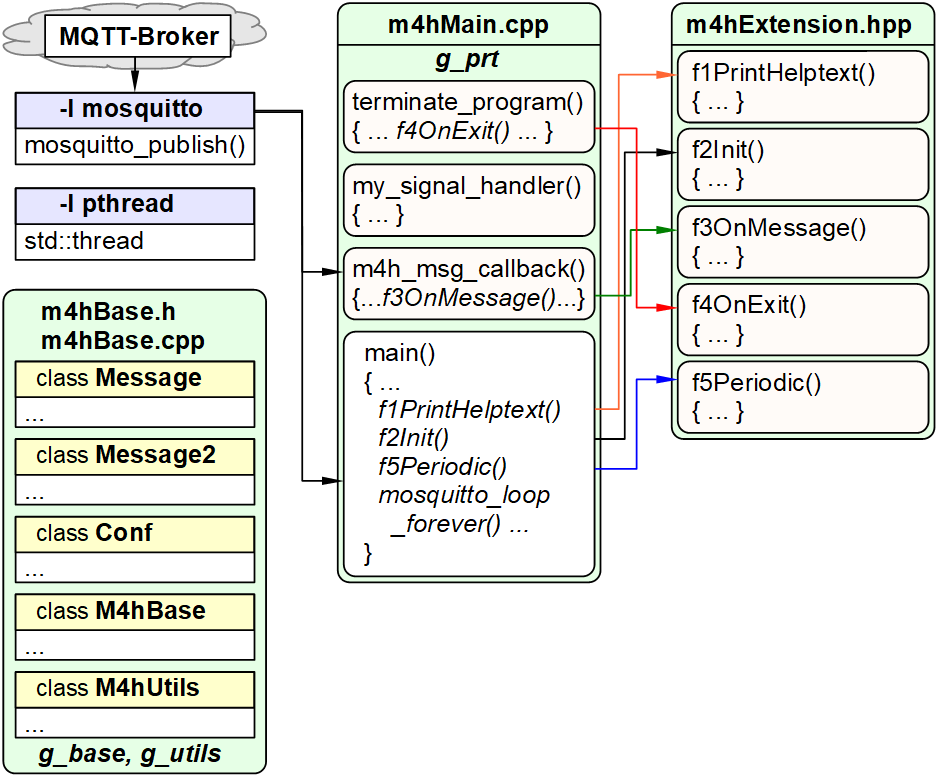 MQTT-Broker
-l mosquitto
mosquitto_publish()
-l pthread
std::thread
m4hBase.h
m4hBase.cpp
class Message
...
class Message2
...
class Conf
...
class M4hBase
...
class M4hUtils
...
g_base, g_utils
m4hMain.cpp
g_prt
terminate_program()
{ ... f4OnExit() ... }
my_signal_handler()
{ ... }
m4h_msg_callback()
{...f3OnMessage()...}
main()
{ ...
f1PrintHelptext()
f2Init()
f5Periodic()
mosquitto_loop
_forever() ...
}
m4hExtension.hpp
f1PrintHelptext()
{ ... }
f2Init()
{ ... }
f3OnMessage()
{ ... }
f4OnExit()
{ ... }
f5Periodic()
{ ... }